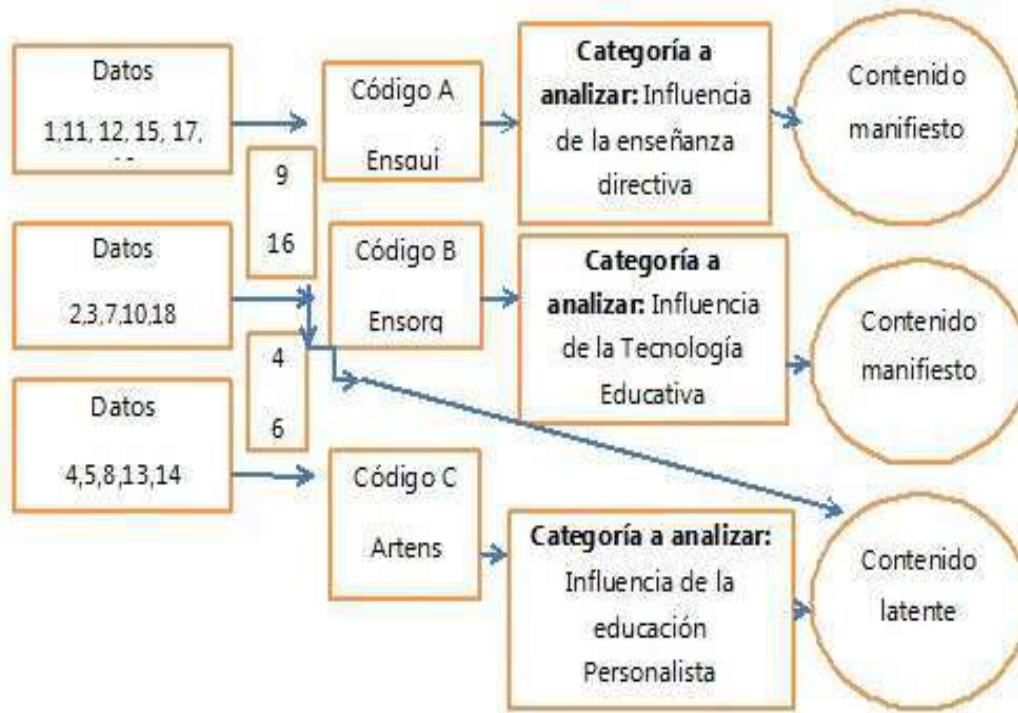 Datos
1,11, 12, 15, 17,
Código A
Ensqui
Categoría a
analizar: Influencia
de la enseñanza
directiva
Contenido
manifiesto
9
16
Datos
2,3,7,10,18
Código B
Ensorg
Categoría a
analizar: Influencia
de la Tecnología
Educativa
Contenido
manifiesto
4
6
Datos
4,5,8,13,14
Código C
Artens
Categoría a analizar:
Influencia de la
educación
Personalista
Contenido
latente